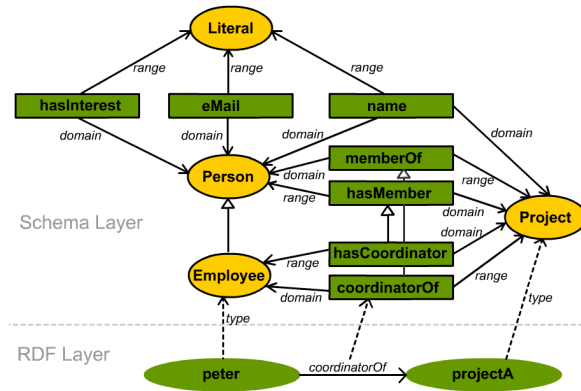 Literal
range
range
range
hasInterest
eMail
name
domain
domain
domain
domain
memberOf
Person
domain
range
hasMember
range
domain
Project
Schema Layer
domain
hasCoordinator
Employee
range
coordinatorOf
range
domain
type
type
RDF Layer
peter
coordinatorOf
projectA